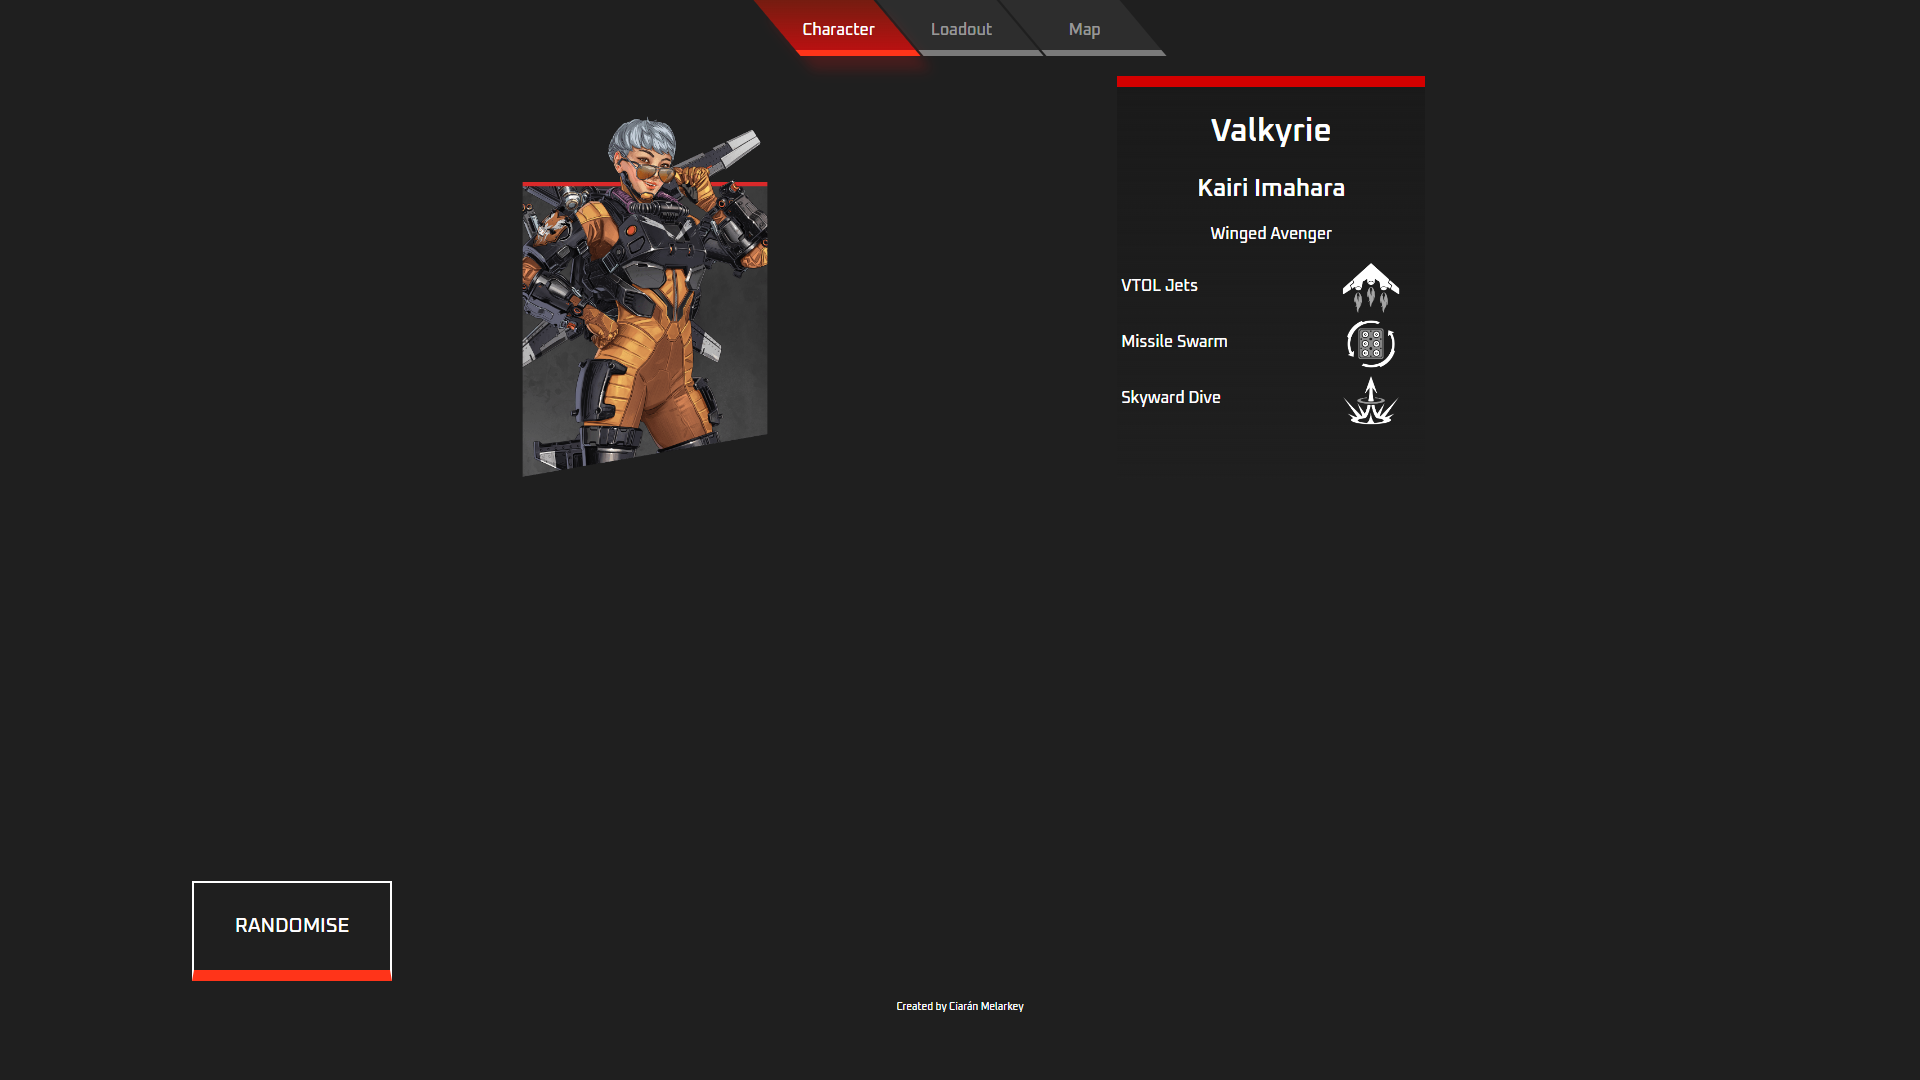 Character
Loadout
Map
Valkyrie
Kairi Imahara
Winged Avenger
VTOL Jets
Missile Swarm
Skyward Dive
RANDOMISE
Created by Ciarán Melarkey